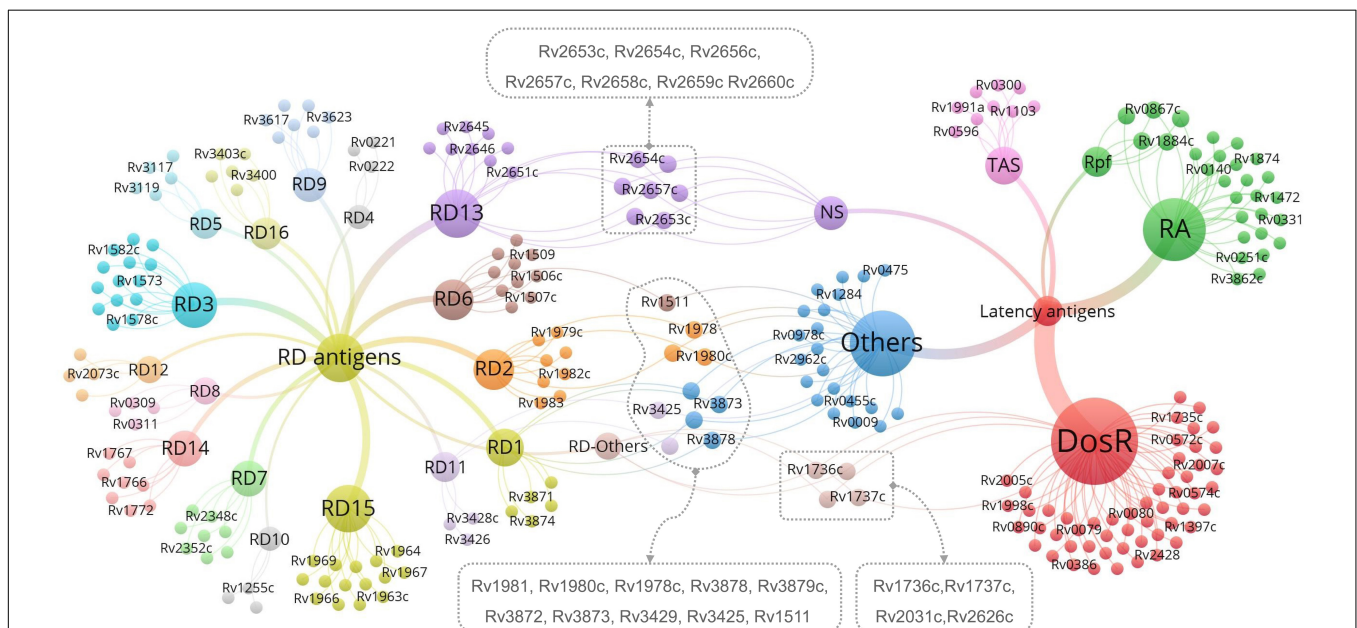 Rv2653c, Rv2654c, Rv2656c,
Rv2657c, Rv2658c, Rv2659c Rv2660c
Rv3617
Rv3623
Rv0221
Rv0222
Rv3403c
Rv3400
RD9
RD4
Rv3117
Rv3119
RD5
RD16
Rv2645
Rv2646
Rv2651c
RD13
Rv2654c
Rv2657c
Rv2653c
NS
Rv0300
Rv1991a
Rv1103
Rv0596
TAS
Rv0867c
Rv1884c
Rpf
Rv1874
Rv0140
Rv1472
Rv0331
Rv0251c
Rv3862c
RA
Rv1582c
Rv1573
Rv1578c
RD3
Rv1509
Rv1506c
Rv1507c
RD6
Rv1511
Rv1978
Rv1980c
Rv3425
Rv3873
Rv3878
Rv0475
Rv1284
Rv0978c
Rv2962c
Rv0455c
Rv0009
Others
Latency antigens
RD antigens
Rv1979c
Rv1982c
Rv1983
RD2
Rv2073c
RD12
RD8
Rv0309
Rv0311
RD14
Rv1767
Rv1766
Rv1772
RD7
Rv2348c
Rv2352c
RD10
Rv1255c
RD15
Rv1969
Rv1964
Rv1967
Rv1966
Rv1963c
RD11
Rv3428c
Rv3426
RD1
Rv3871
Rv3874
RD-Others
Rv1736c
Rv1737c
DosR
Rv1735c
Rv0572c
Rv2007c
Rv0574c
Rv1397c
Rv2005c
Rv1998c
Rv0890c
Rv0079
Rv0080
Rv2428
Rv0386
Rv1981, Rv1980c, Rv1978c, Rv3878, Rv3879c,
Rv3872, Rv3873, Rv3429, Rv3425, Rv1511
Rv1736c,Rv1737c,
Rv2031c,Rv2626c